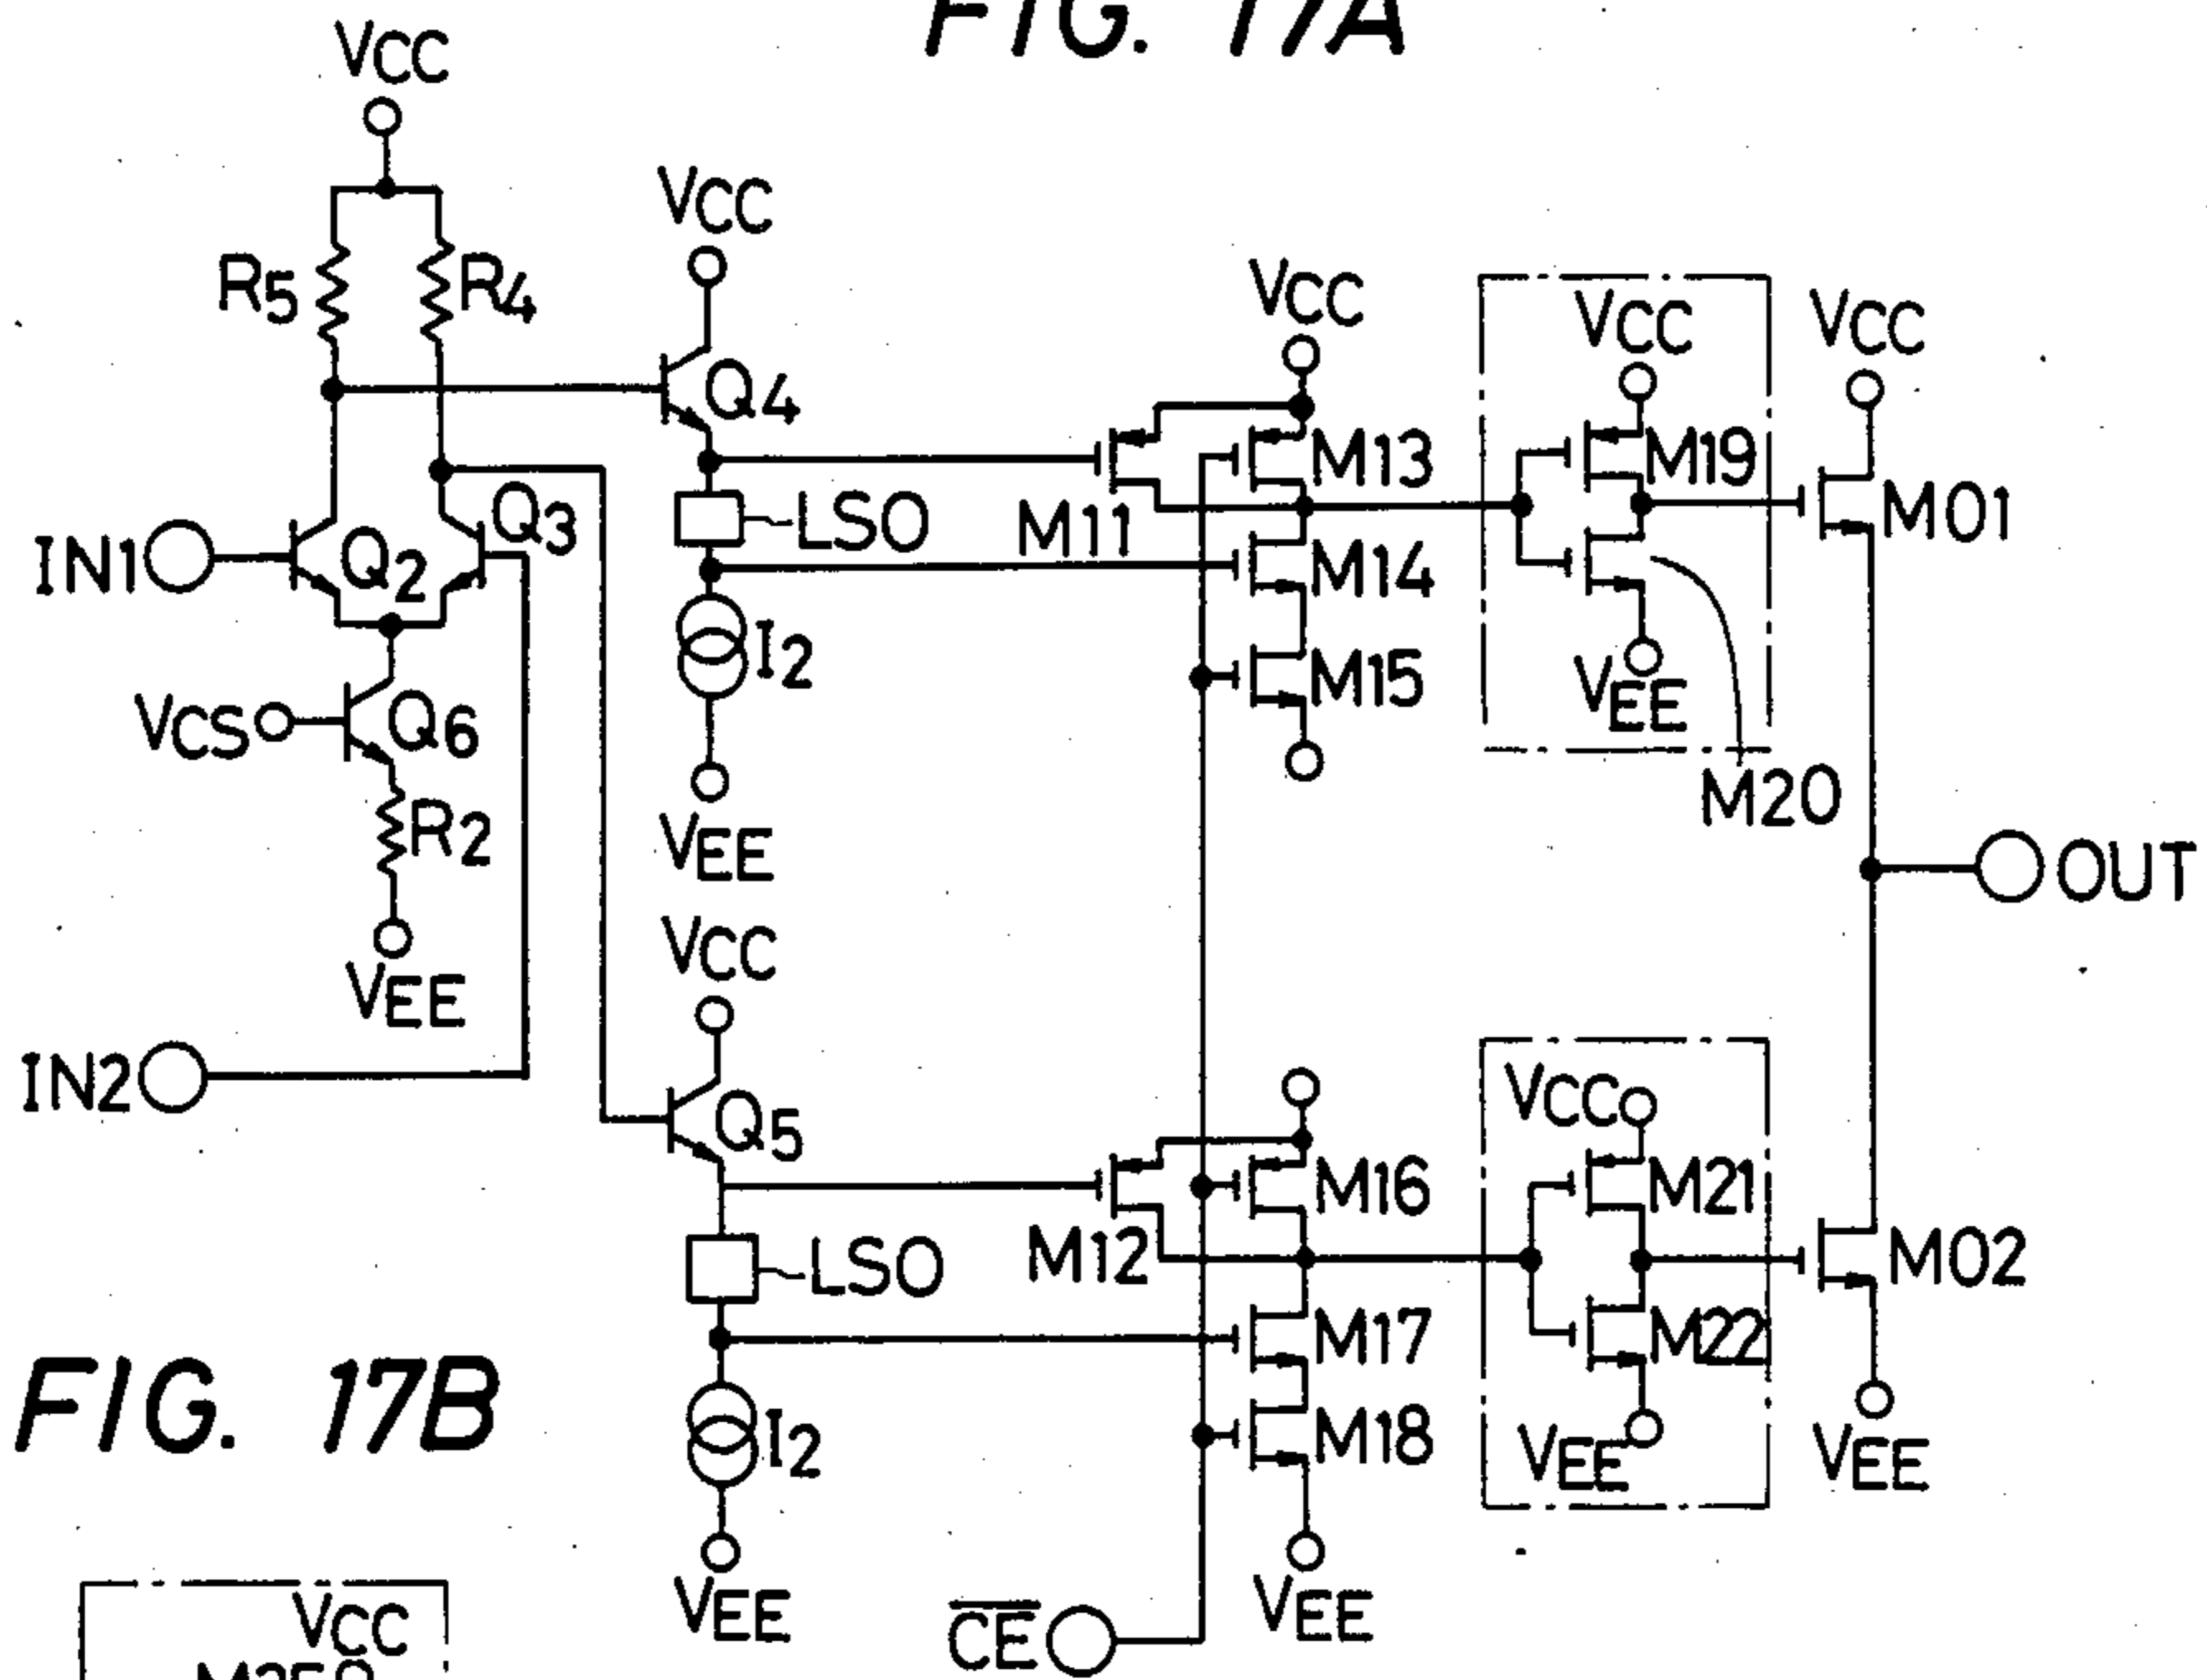 FIG. 17A
VCC
VCC
R5
R4
VCC
VCC
VCC
Q4
M13
M19
M01
IN1
Q2
Q3
LSO
M11
M14
I2
M15
VEE
VCS
Q6
M20
R2
VEE
OUT
VEE
VCC
IN2
Q5
VCC
M16
M21
LSO
M12
M02
M17
M22
FIG. 17B
I2
M18
VEE
VEE
VEE
VEE
CE
VCC